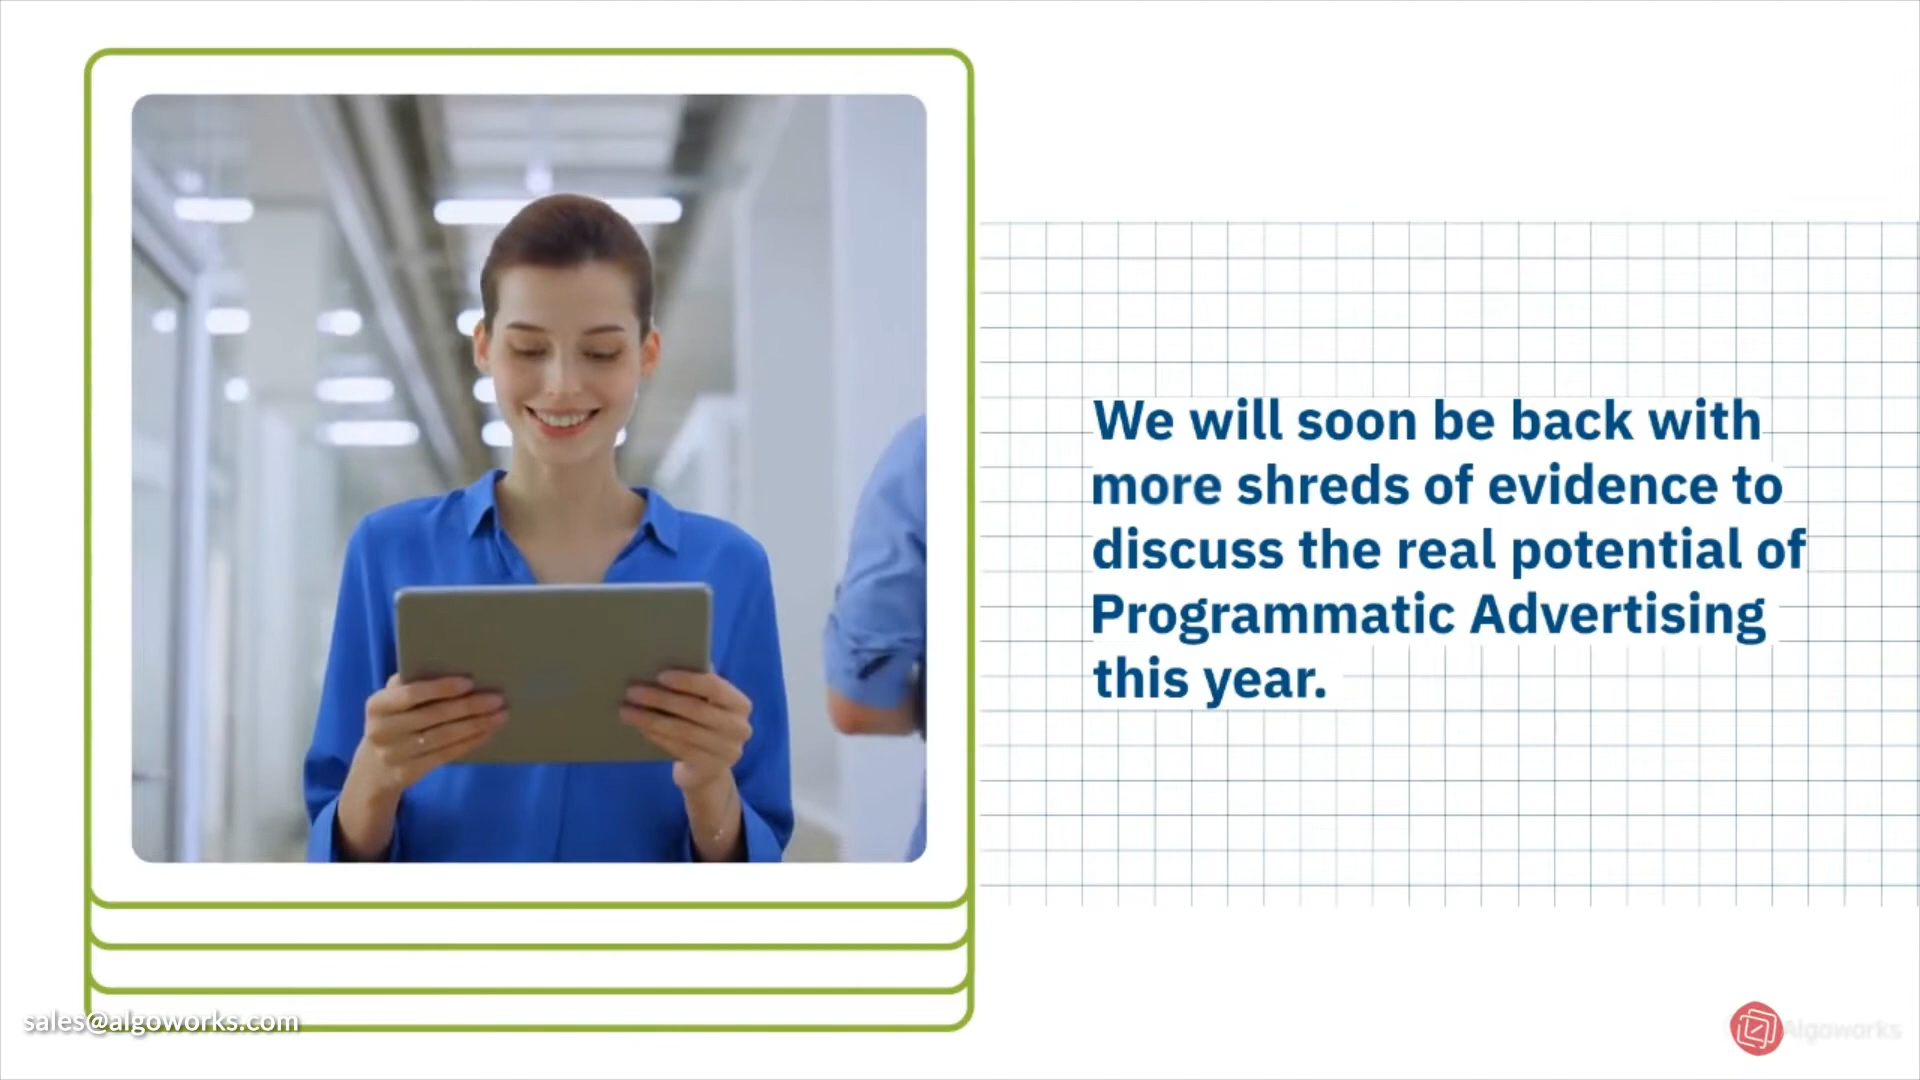 We will soon be back with
more shreds of evidence to
discuss the real potential of
Programmatic Advertising
this year.
sales@algoworks.com
Algoworks